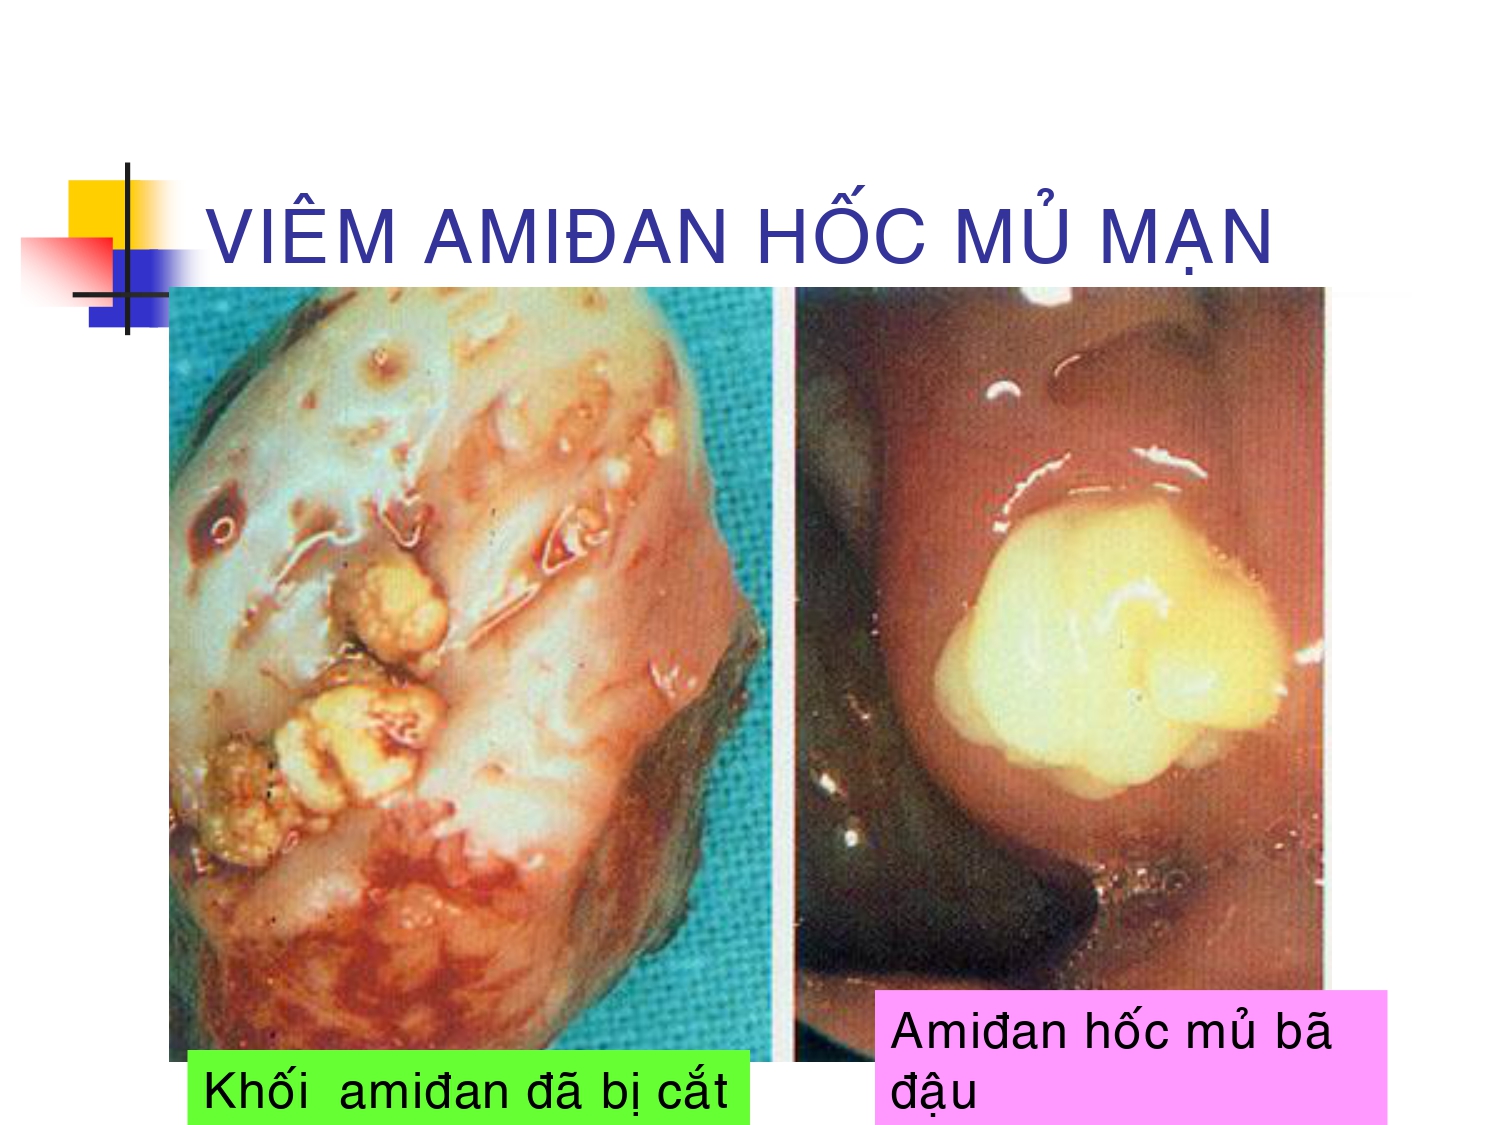 VIÊM AMIĐAN HỐC MỦ MẠN
Amiđan hốc mủ bã
đậu
Khối  amiđan đã bị cắt